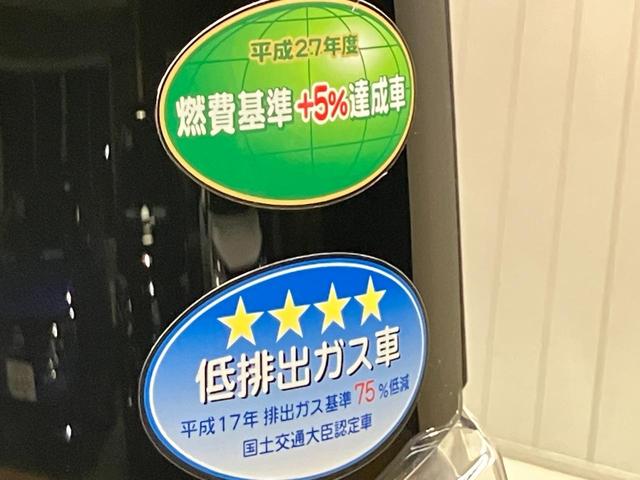 平成27年度
燃費基準+5%達成車
★★★★
低排出ガス車
平成17年 排出ガス基準 75%低減
国土交通大臣認定車